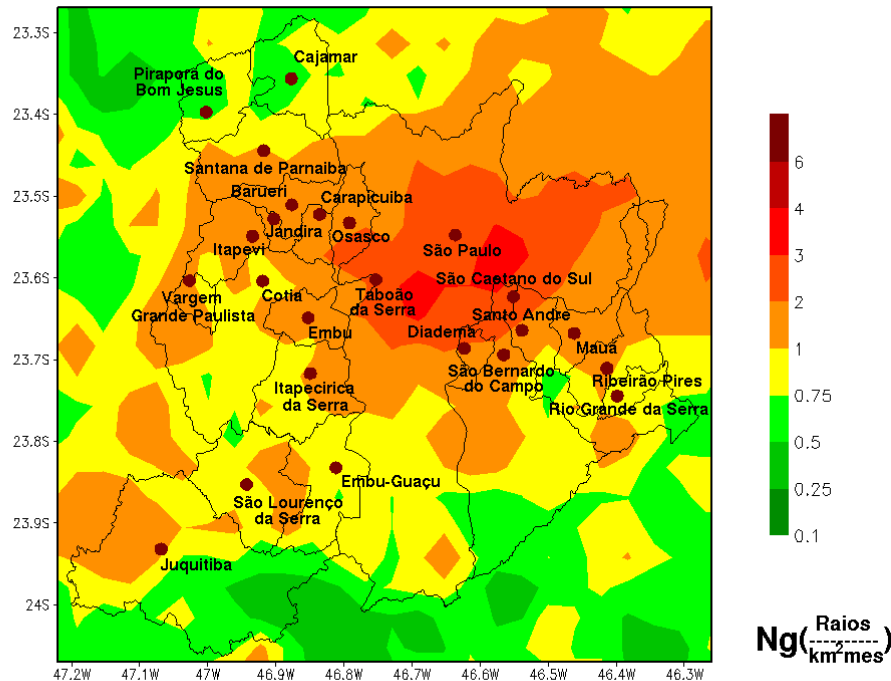 23.3S
23.4S
23.5S
23.6S
23.7S
23.8S
23.9S
24S
47.2W
47.1W
47W
46.9W
46.8W
46.7W
46.6W
46.5W
46.4W
46.3W
Cajamar
Pirapora do
Bom Jesus
Santana de Parnaiba
Barueri
Carapicuiba
Jandira
Osasco
Itapevi
São Paulo
Vargem
Grande Paulista
Cotia
Taboão
da Serra
São Caetano do Sul
Santo Andre
Embu
Diadema
Mauá
São Bernardo
do Campo
Ribeirão Pires
Rio Grande da Serra
Itapecirica
da Serra
Embu-Guaçu
São Lourenço
da Serra
Juquitiba
6
4
3
2
1
0.75
0.5
0.25
0.1
Ng(Raios
km²mes)